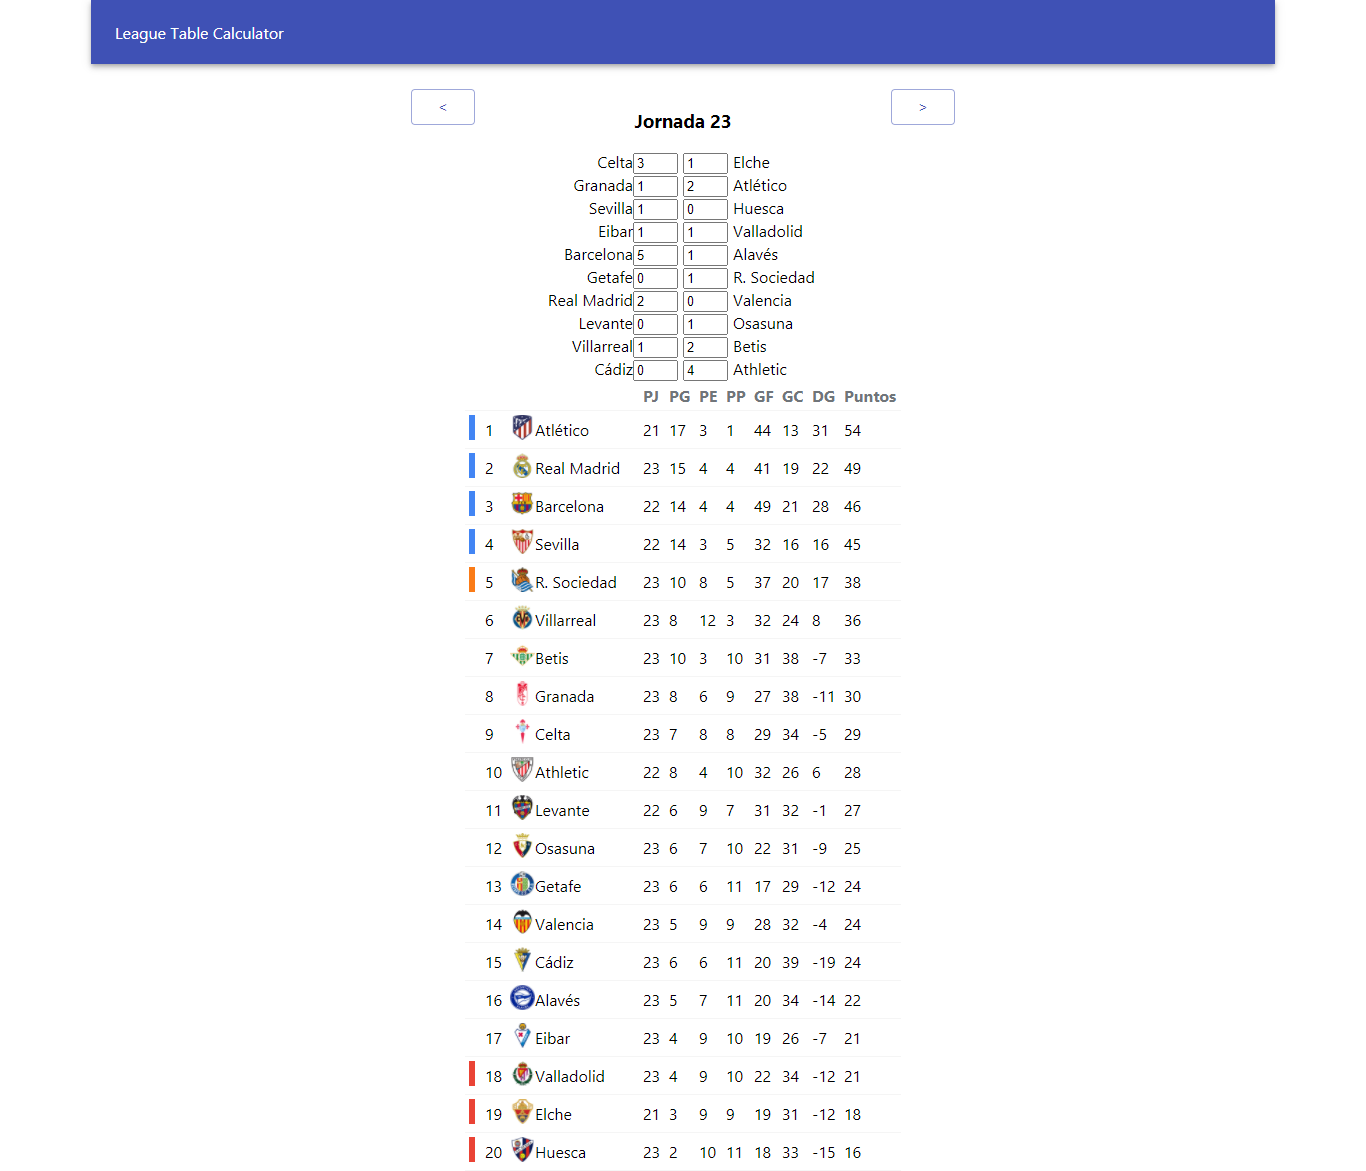 League Table Calculator
< >
Jornada 23
Celta 3 1 Elche
Granada 1 2 Atlético
Sevilla 1 0 Huesca
Eibar 1 1 Valladolid
Barcelona 5 1 Alavés
Getafe 0 1 R. Sociedad
Real Madrid 2 0 Valencia
Levante 0 1 Osasuna
Villarreal 1 2 Betis
Cádiz 0 4 Athletic
PJ PG PE PP GF GC DG Puntos
1 Atlético 21 17 3 1 44 13 31 54
2 Real Madrid 23 15 4 4 41 19 22 49
3 Barcelona 22 14 4 4 49 21 28 46
4 Sevilla 22 14 3 5 32 16 16 45
5 R. Sociedad 23 10 8 5 37 20 17 38
6 Villarreal 23 8 12 3 32 24 8 36
7 Betis 23 10 3 10 31 38 -7 33
8 Granada 23 8 6 9 27 38 -11 30
9 Celta 23 7 8 8 29 34 -5 29
10 Athletic 22 8 4 10 32 26 6 28
11 Levante 22 6 9 7 31 32 -1 27
12 Osasuna 23 6 7 10 22 31 -9 25
13 Getafe 23 6 6 11 17 29 -12 24
14 Valencia 23 5 9 9 28 32 -4 24
15 Cádiz 23 6 6 11 20 39 -19 24
16 Alavés 23 5 7 11 20 34 -14 22
17 Eibar 23 4 9 10 19 26 -7 21
18 Valladolid 23 4 9 10 22 34 -12 21
19 Elche 21 3 9 9 19 31 -12 18
20 Huesca 23 2 10 11 18 33 -15 16